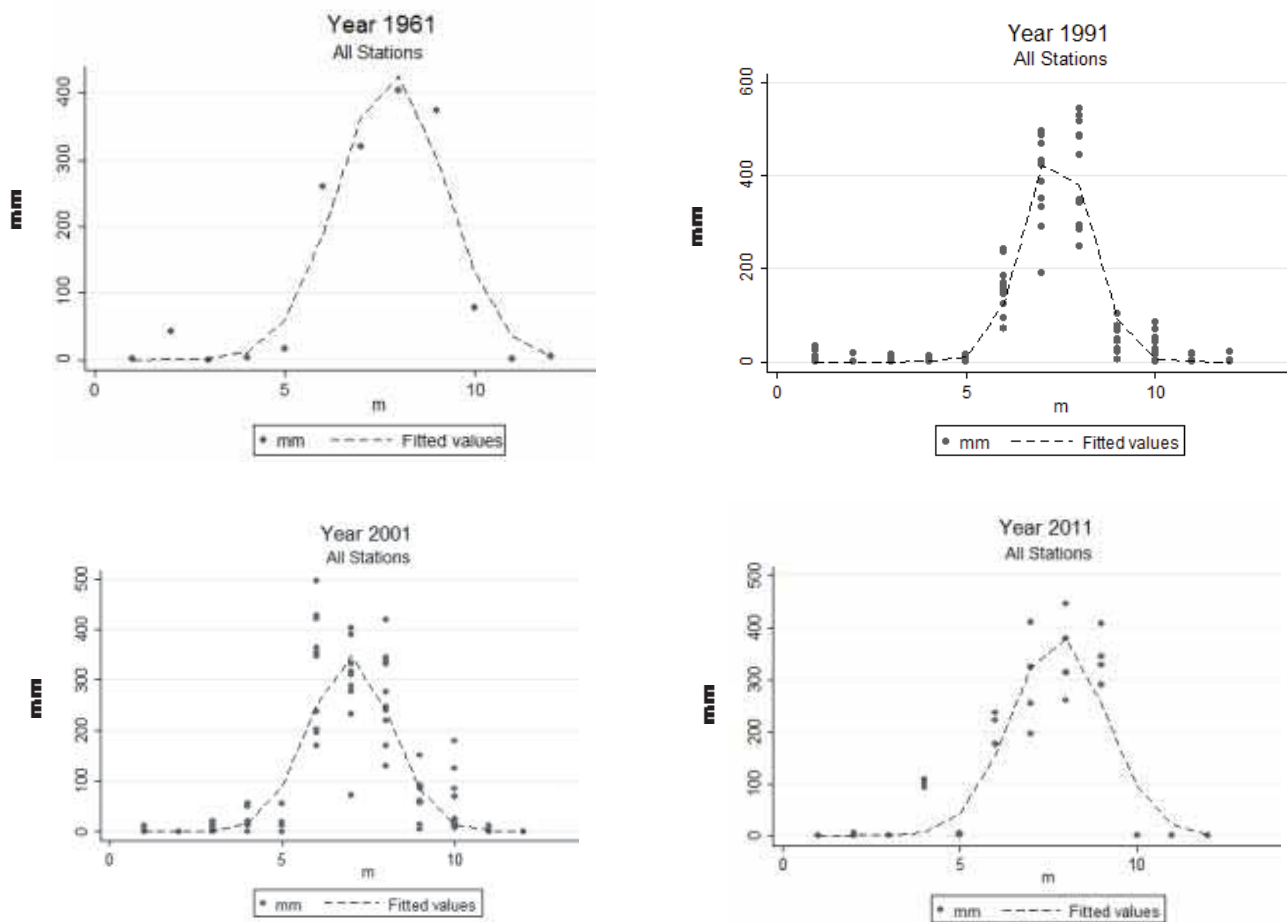 Year 1961
All Stations
400
300
200
100
0
mm
0 5 10
m
mm Fitted values
Year 1991
All Stations
600
400
200
0
mm
0 5 10
m
mm Fitted values
Year 2001
All Stations
500
400
300
200
100
0
mm
0 5 10
m
mm Fitted values
Year 2011
All Stations
500
400
300
200
100
0
mm
0 5 10
m
mm Fitted values